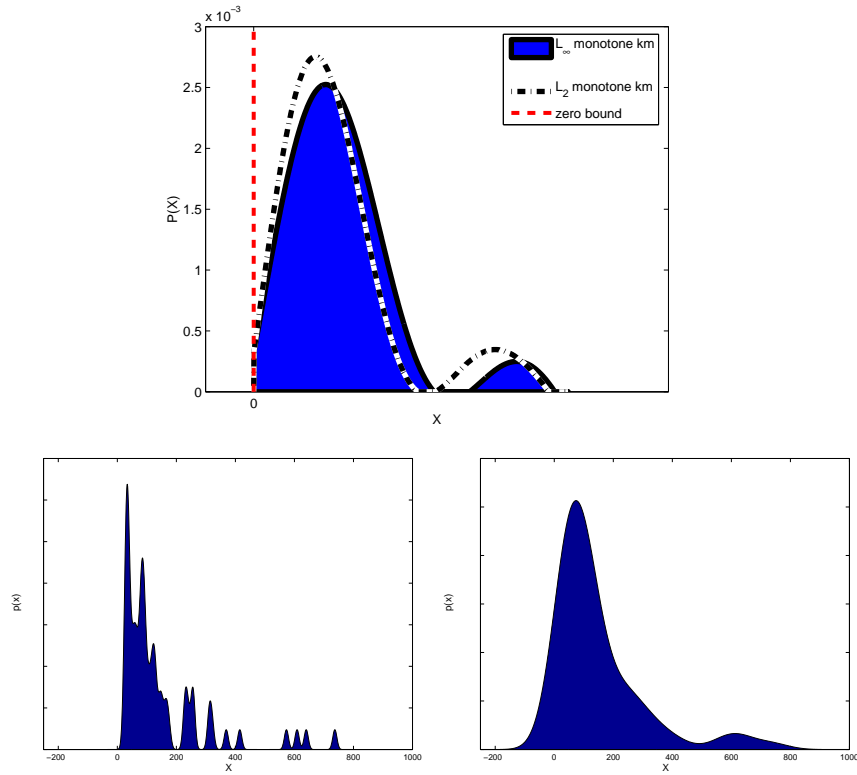 x 10⁻³
3
2.5
2
1.5
1
0.5
0
P(X)
0
X
L∞ monotone km
L₂ monotone km
zero bound
p(x)
−200 0 200 400 600 800 1000
X
p(x)
−200 0 200 400 600 800 1000
X